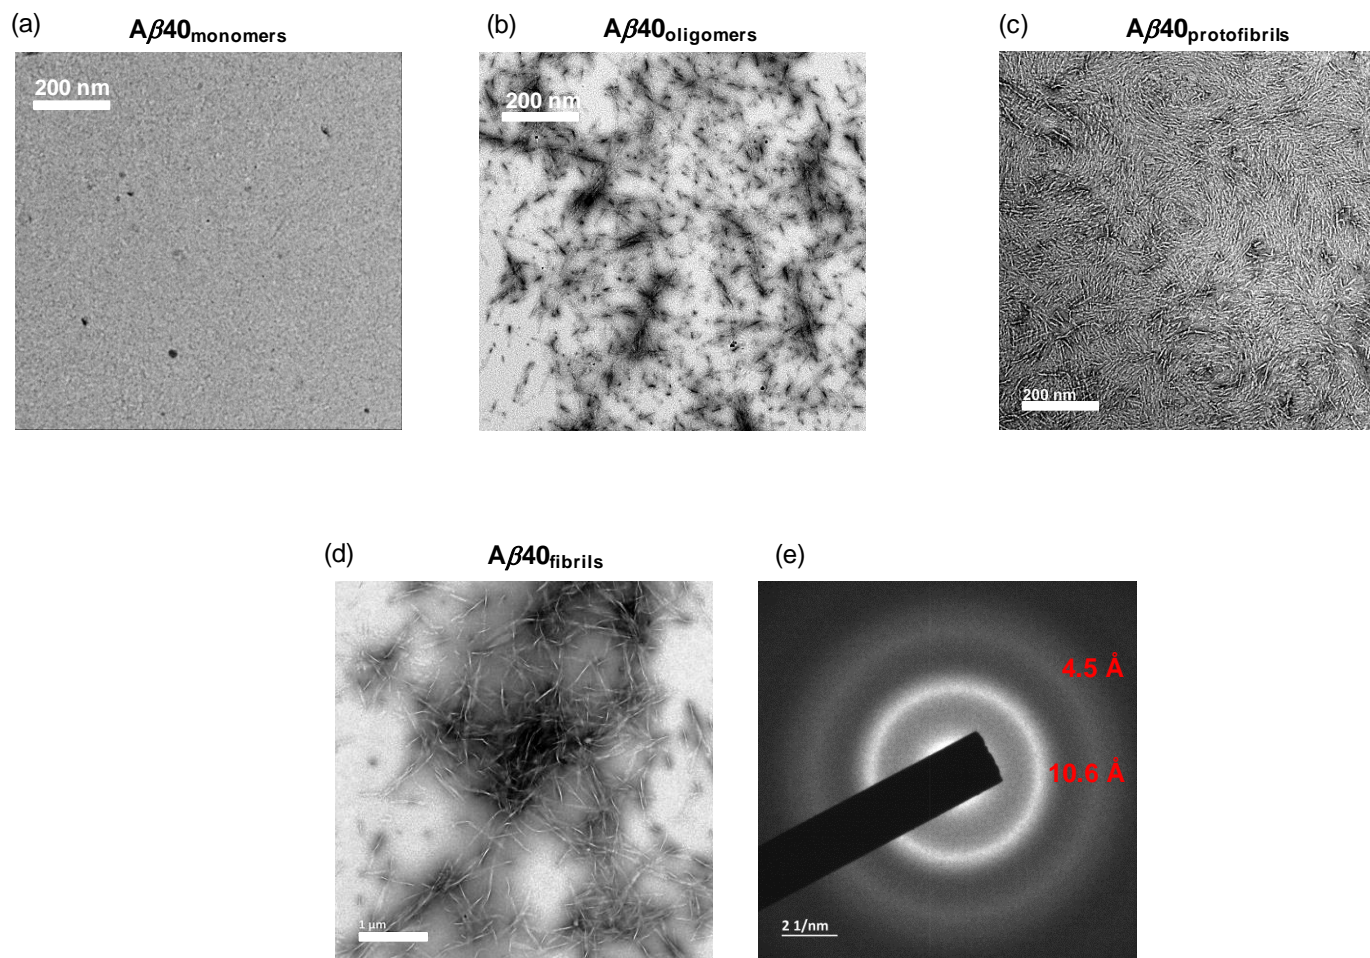 (a)
Aβ40monomers
200 nm
(b)
Aβ40oligomers
200 nm
(c)
Aβ40protofibrils
200 nm
(d)
Aβ40fibrils
1 µm
(e)
4.5 Å
10.6 Å
2 1/nm